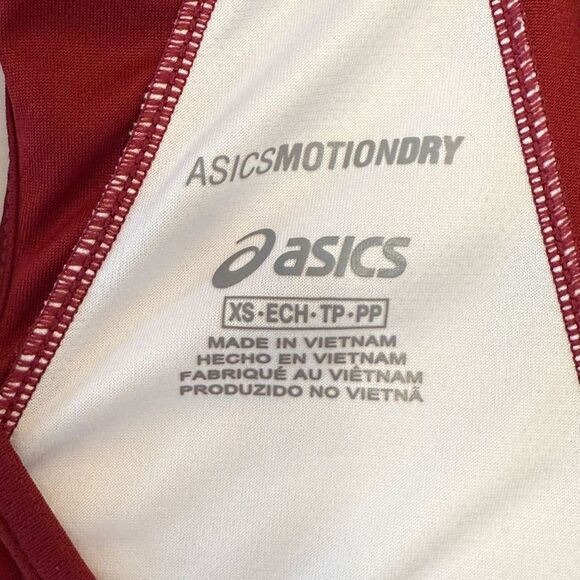 ASICSMOTIONDRY
asics
XS·ECH·TP·PP
MADE IN VIETNAM
HECHO EN VIETNAM
FABRIQUÉ AU VIÊTNAM
PRODUZIDO NO VIETNÃ